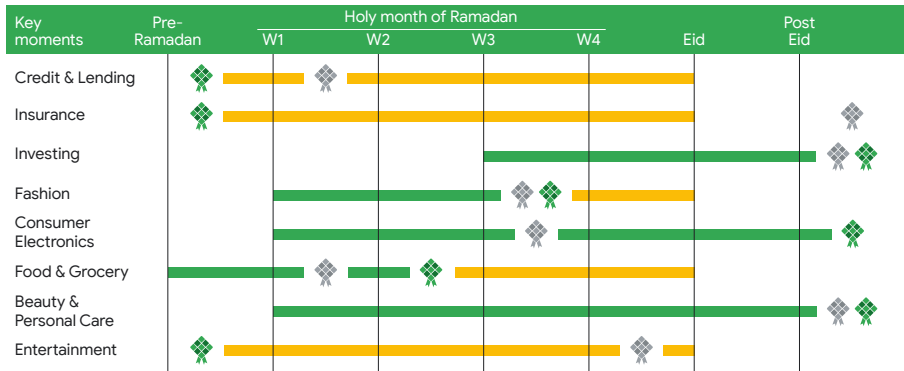 Key
moments
Pre-
Ramadan
Holy month of Ramadan
W1 W2 W3 W4
Eid
Post
Eid
Credit & Lending
Insurance
Investing
Fashion
Consumer
Electronics
Food & Grocery
Beauty &
Personal Care
Entertainment